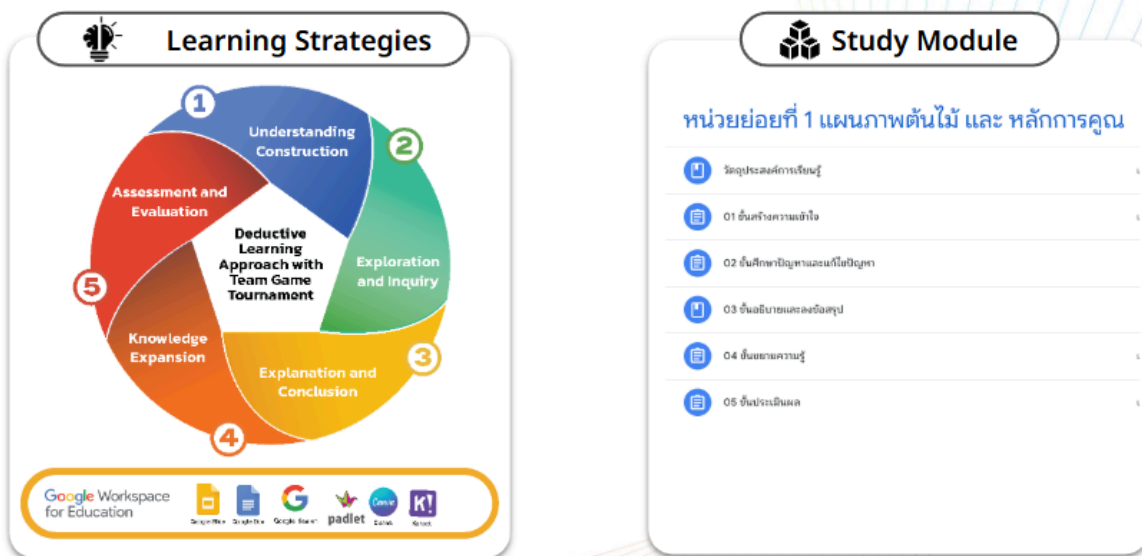 Learning Strategies
1
Understanding
Construction
2
Exploration
and Inquiry
3
Explanation and
Conclusion
4
Knowledge
Expansion
5
Assessment and
Evaluation
Deductive
Learning
Approach with
Team Game
Tournament
Google Workspace
for Education
Google
padlet
Canva
K!
Kahoot
Study Module
หน่วยย่อยที่ 1 แผนภาพต้นไม้ และ หลักการคูณ
วัตถุประสงค์การเรียนรู้
01 ขั้นสร้างความเข้าใจ
02 ขั้นศึกษาปัญหาและแก้ไขปัญหา
03 ขั้นอธิบายและลงข้อสรุป
04 ขั้นขยายความรู้
05 ขั้นประเมินผล